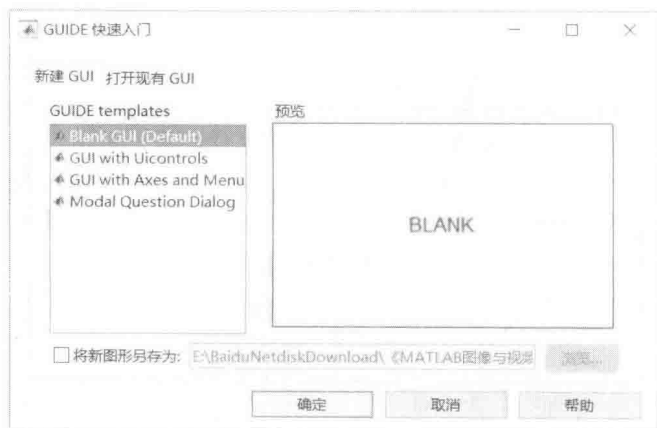 GUIDE 快速入门
新建 GUI 打开现有 GUI
GUIDE templates
预览
Blank GUI (Default)
GUI with Uicontrols
GUI with Axes and Menu
Modal Question Dialog
BLANK
将新图形另存为: E:\BaiduNetdiskDownload\《MATLAB图像与视频
浏览...
确定 取消 帮助